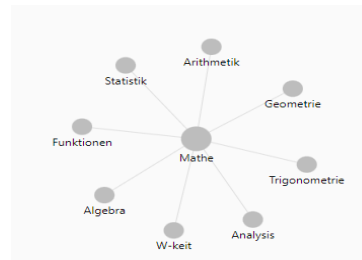 Arithmetik
Statistik
Geometrie
Funktionen
Mathe
Trigonometrie
Algebra
Analysis
W-keit